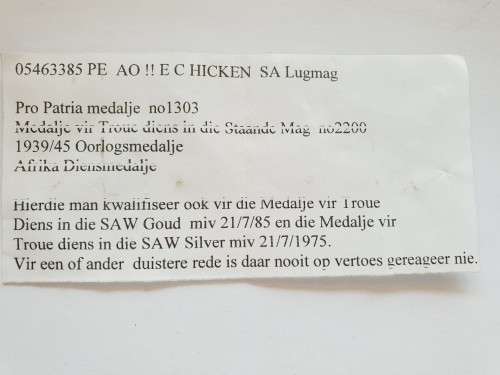 05463385 PE AO !! E C HICKEN SA Lugmag
Pro Patria medalje no1303
Medalje vir Troue diens in die Staande Mag no2200
1939/45 Oorlogsmedalje
Afrika Diensmedalje
Hierdie man kwalifiseer ook vir die Medalje vir Troue
Diens in die SAW Goud miv 21/7/85 en die Medalje vir
Troue diens in die SAW Silver miv 21/7/1975.
Vir een of ander duistere rede is daar nooit op vertoes gereageer nie.